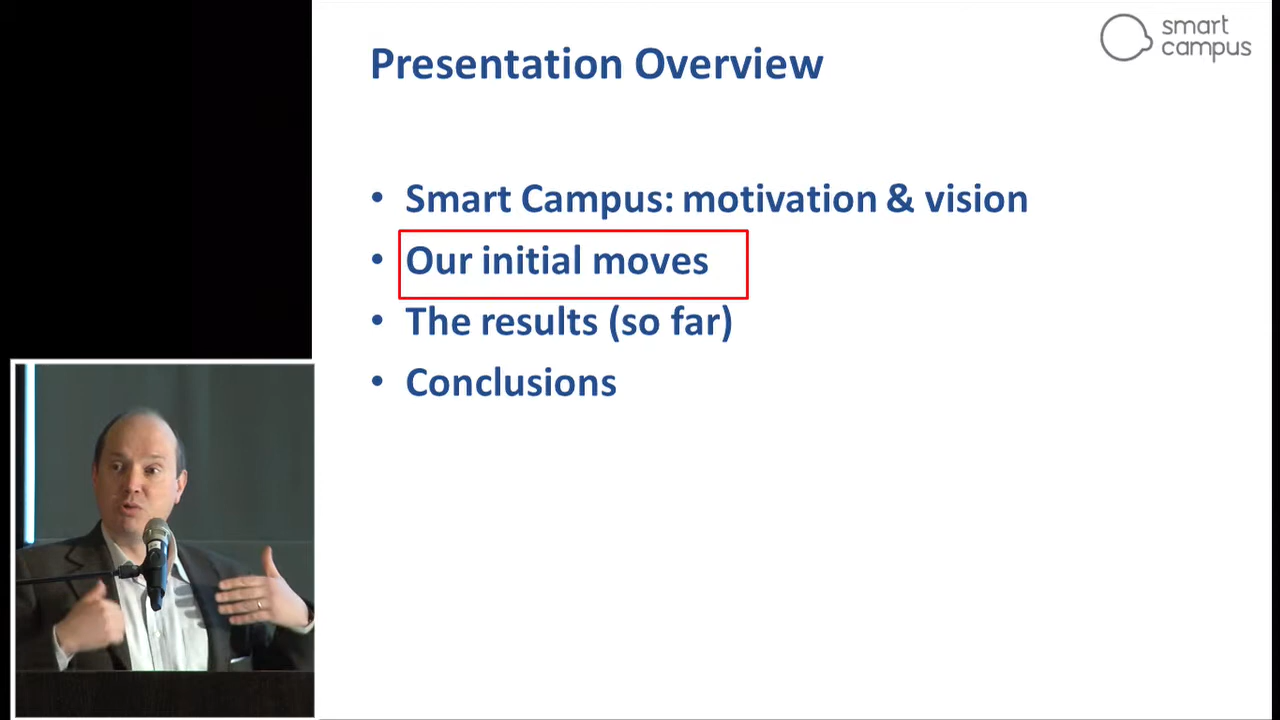 smart
campus
Presentation Overview
• Smart Campus: motivation & vision
• Our initial moves
• The results (so far)
• Conclusions